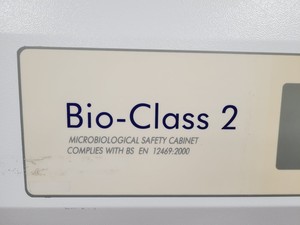 Bio-Class 2
MICROBIOLOGICAL SAFETY CABINET
COMPLIES WITH BS EN 12469:2000